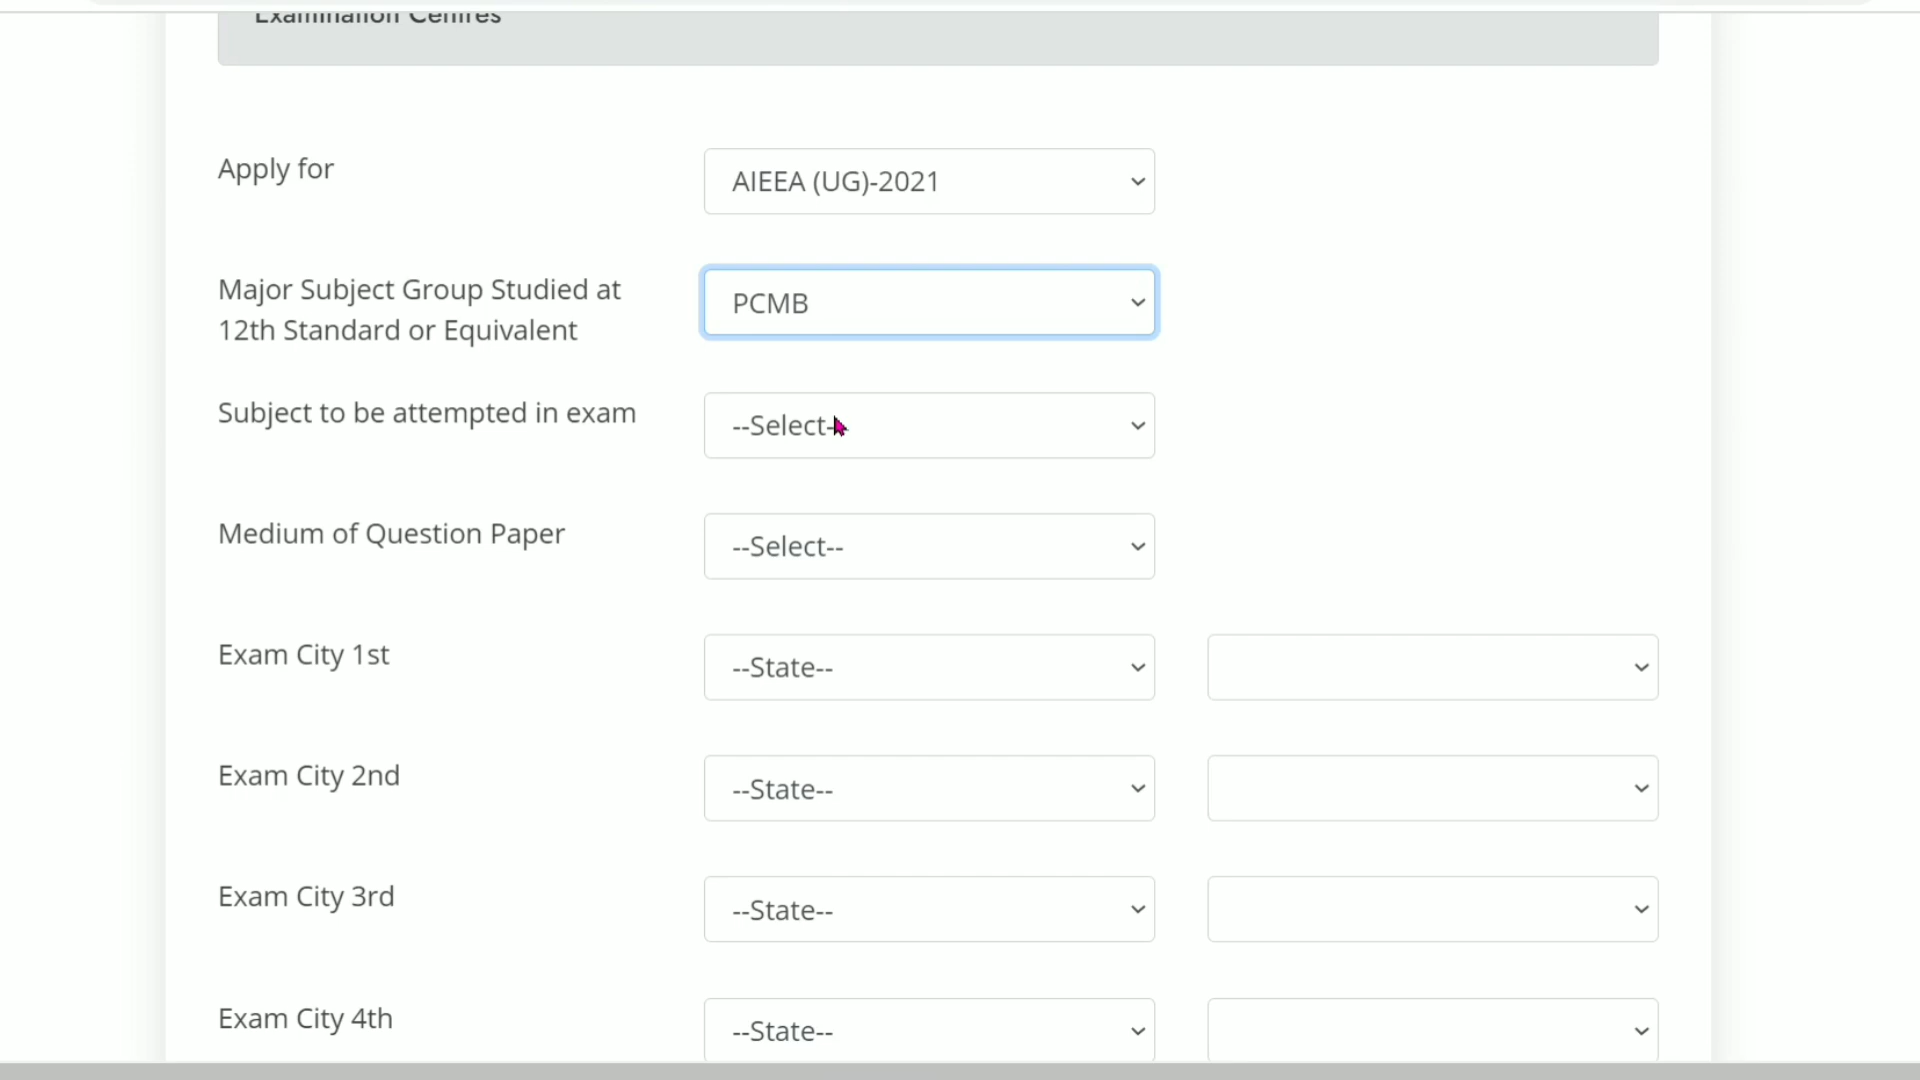 Examination Centres
Apply for
AIEEA (UG)-2021
Major Subject Group Studied at
12th Standard or Equivalent
PCMB
Subject to be attempted in exam
--Select--
Medium of Question Paper
--Select--
Exam City 1st
--State--
Exam City 2nd
--State--
Exam City 3rd
--State--
Exam City 4th
--State--